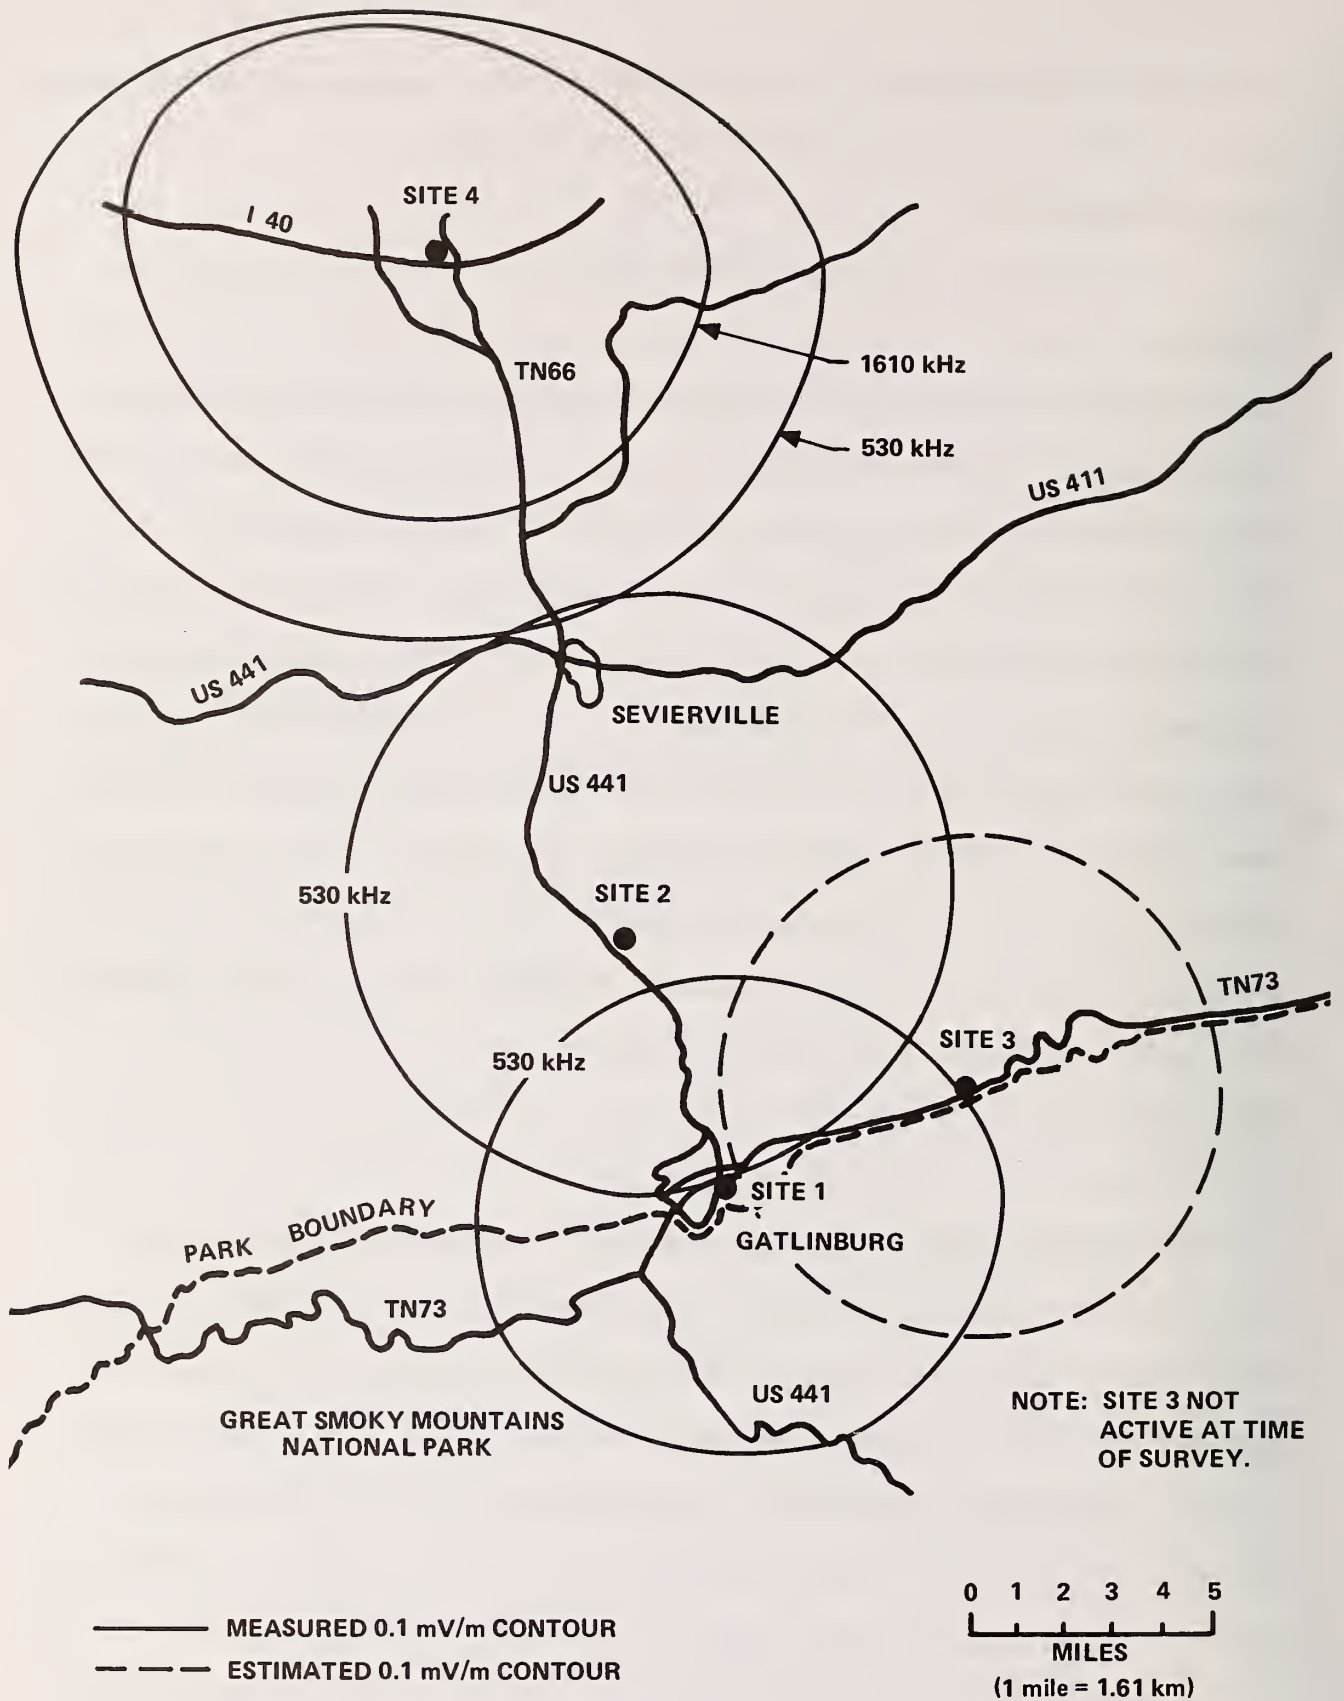 SITE 4
I 40
TN66
1610 kHz
530 kHz
US 411
US 441
SEVIERVILLE
US 441
530 kHz
SITE 2
TN73
SITE 3
530 kHz
SITE 1
PARK BOUNDARY
GATLINBURG
TN73
US 441
GREAT SMOKY MOUNTAINS
NATIONAL PARK
NOTE: SITE 3 NOT
ACTIVE AT TIME
OF SURVEY.
0 1 2 3 4 5
MILES
(1 mile = 1.61 km)
MEASURED 0.1 mV/m CONTOUR
ESTIMATED 0.1 mV/m CONTOUR